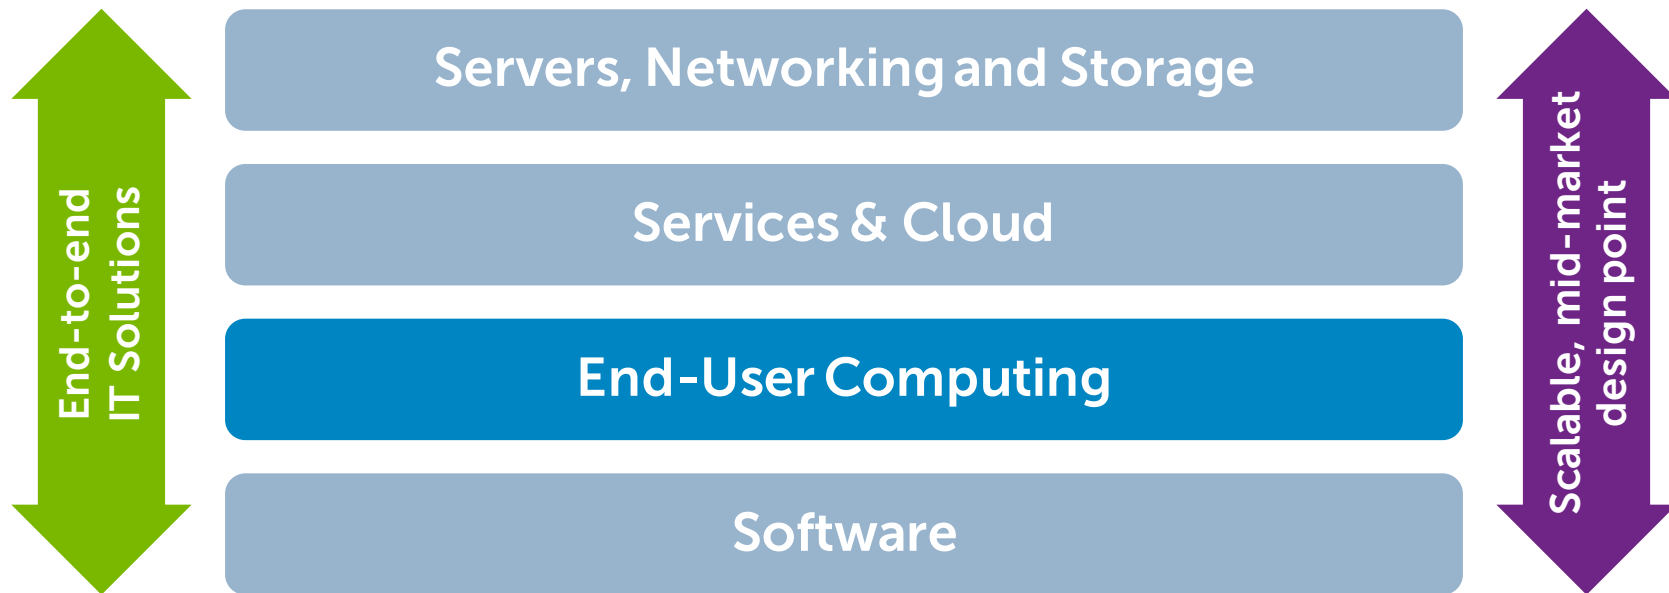 End-to-end
IT Solutions
Servers, Networking and Storage
Services & Cloud
End-User Computing
Software
Scalable, mid-market
design point